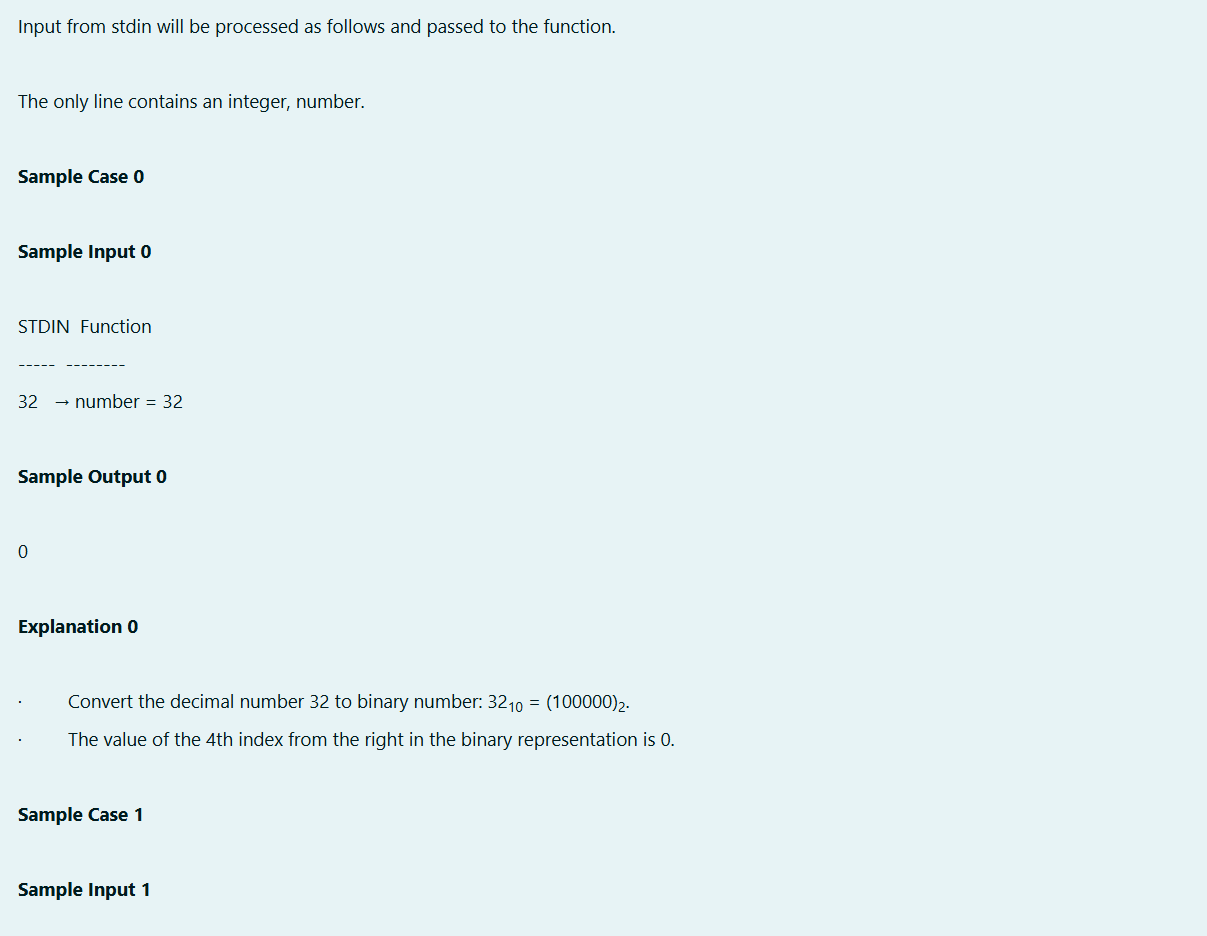 Input from stdin will be processed as follows and passed to the function.
The only line contains an integer, number.
Sample Case 0
Sample Input 0
STDIN  Function
-----  --------
32   → number = 32
Sample Output 0
0
Explanation 0
·        Convert the decimal number 32 to binary number: 32₁₀ = (100000)₂.
·        The value of the 4th index from the right in the binary representation is 0.
Sample Case 1
Sample Input 1